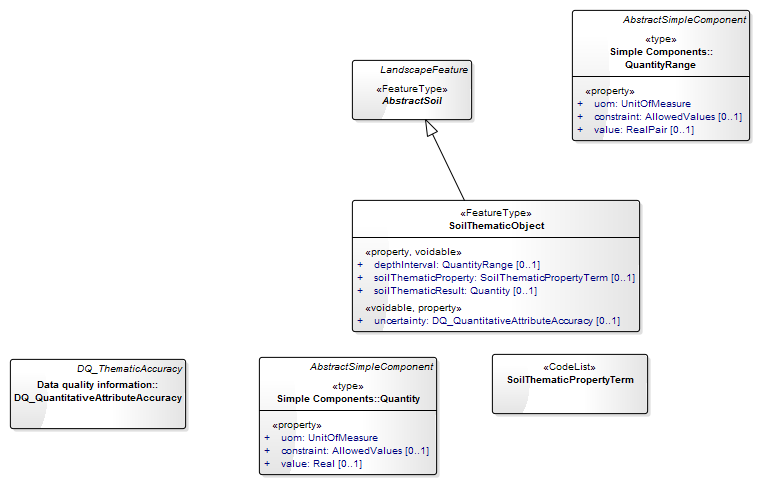 AbstractSimpleComponent
«type»
Simple Components::
QuantityRange
«property»
+ uom: UnitOfMeasure
+ constraint: AllowedValues [0..1]
+ value: RealPair [0..1]
LandscapeFeature
«FeatureType»
AbstractSoil
«FeatureType»
SoilThematicObject
«property, voidable»
+ depthInterval: QuantityRange [0..1]
+ soilThematicProperty: SoilThematicPropertyTerm [0..1]
+ soilThematicResult: Quantity [0..1]
«voidable, property»
+ uncertainty: DQ_QuantitativeAttributeAccuracy [0..1]
DQ_ThematicAccuracy
Data quality information::
DQ_QuantitativeAttributeAccuracy
AbstractSimpleComponent
«type»
Simple Components::Quantity
«property»
+ uom: UnitOfMeasure
+ constraint: AllowedValues [0..1]
+ value: Real [0..1]
«CodeList»
SoilThematicPropertyTerm